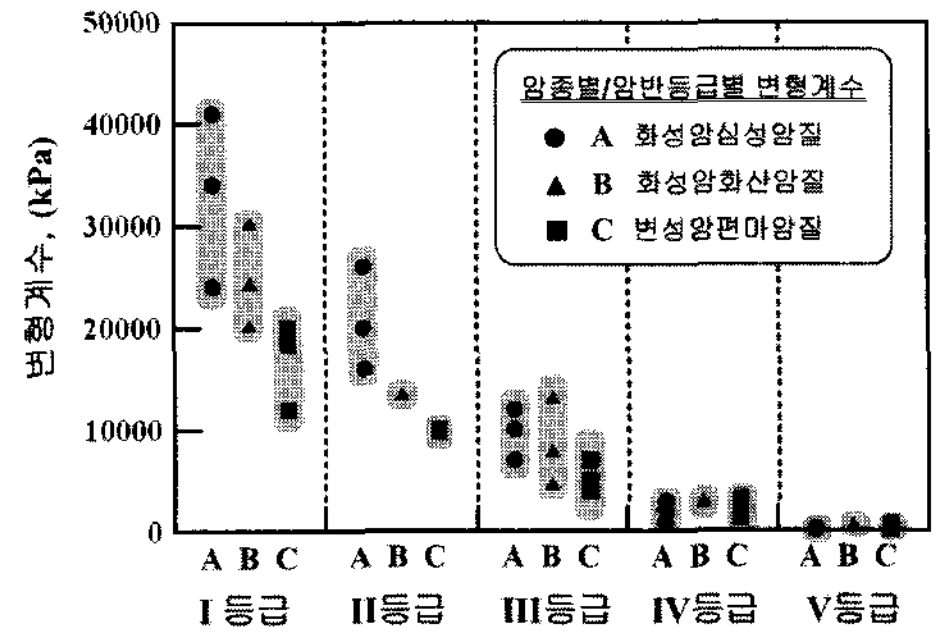 50000
40000
30000
20000
10000
0
변형계수, (kPa)
암종별/암반등급별 변형계수
● A 화성암심성암질
▲ B 화성암화산암질
■ C 변성암편마암질
A B C A B C A B C A B C A B C
I 등급 II등급 III등급 IV등급 V등급